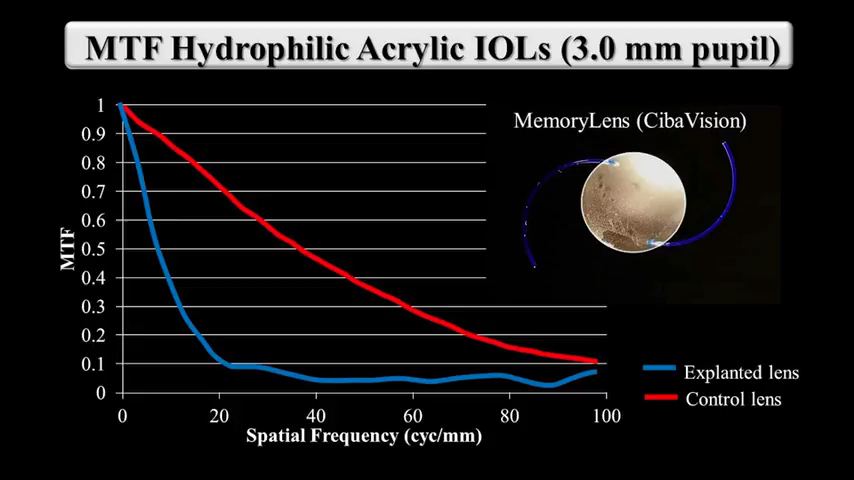 MTF Hydrophilic Acrylic IOLs (3.0 mm pupil)
MemoryLens (CibaVision)
1
0.9
0.8
0.7
0.6
0.5
0.4
0.3
0.2
0.1
0
MTF
0 20 40 60 80 100
Spatial Frequency (cyc/mm)
Explanted lens
Control lens